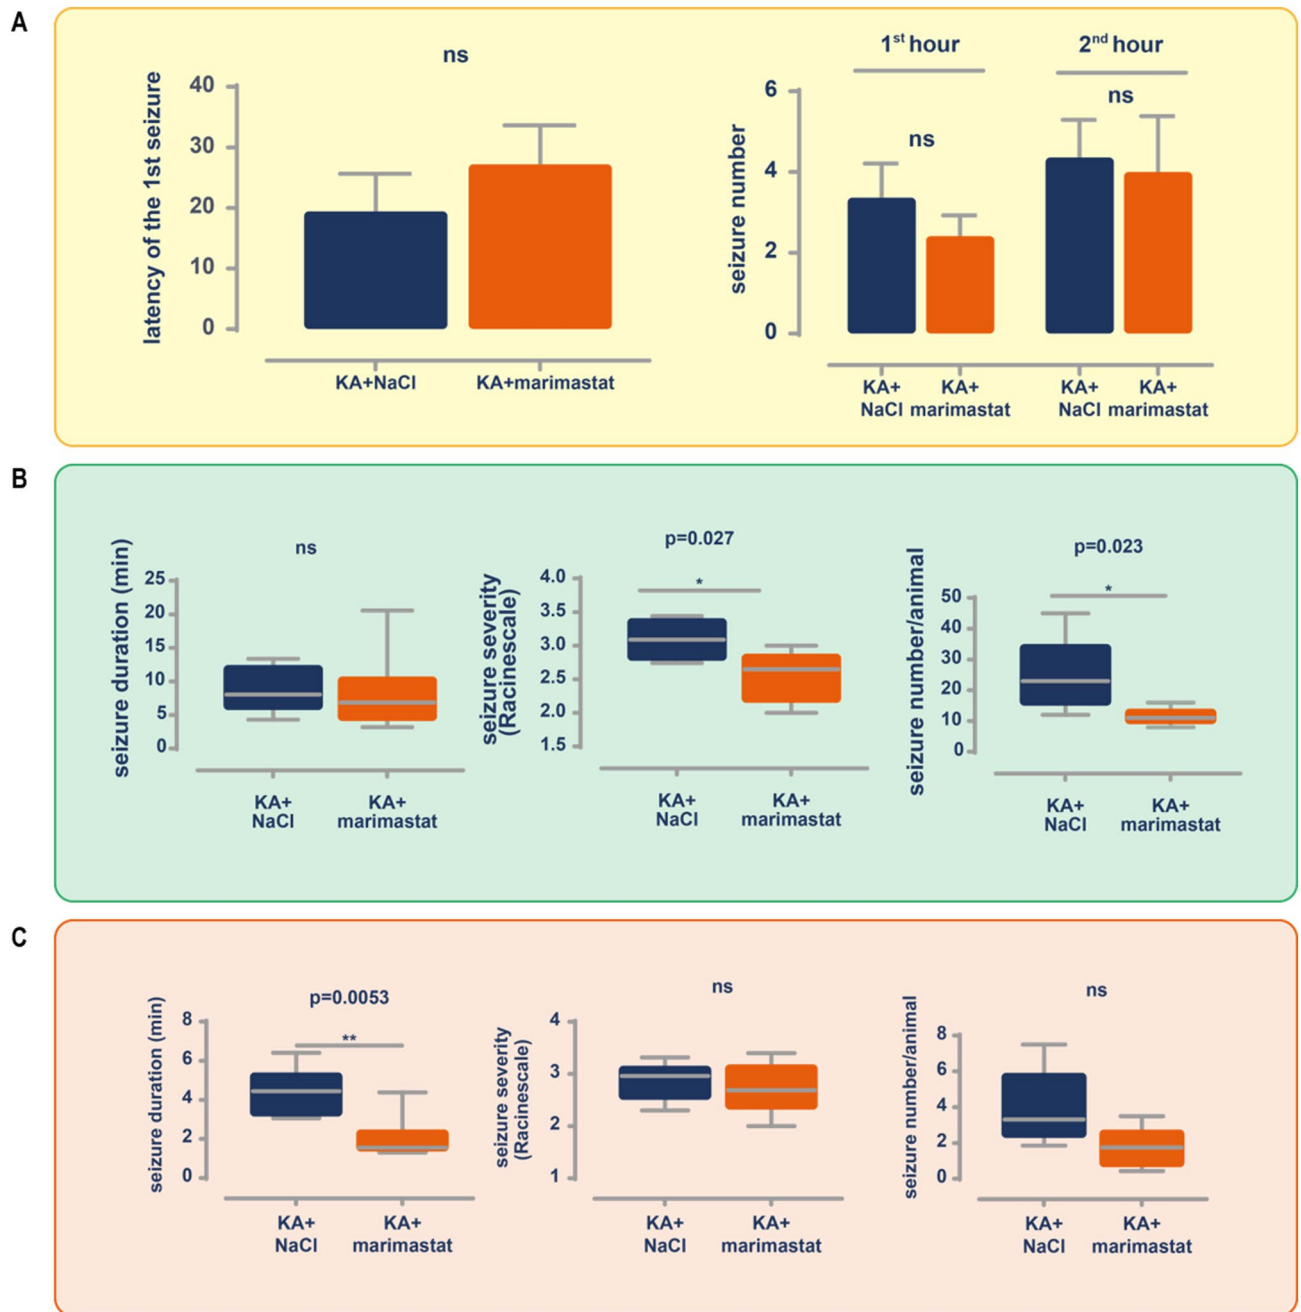 A
ns
latency of the 1st seizure
40
30
20
10
0
KA+NaCl
KA+marimastat
1st hour
2nd hour
ns
ns
seizure number
6
4
2
0
KA+
NaCl
KA+
marimastat
KA+
NaCl
KA+
marimastat
B
ns
seizure duration (min)
25
20
15
10
5
0
KA+
NaCl
KA+
marimastat
p=0.027
*
seizure severity
(Racinescale)
4.0
3.5
3.0
2.5
2.0
1.5
KA+
NaCl
KA+
marimastat
p=0.023
*
seizure number/animal
50
40
30
20
10
0
KA+
NaCl
KA+
marimastat
C
p=0.0053
**
seizure duration (min)
8
6
4
2
0
KA+
NaCl
KA+
marimastat
ns
seizure severity
(Racinescale)
4
3
2
1
KA+
NaCl
KA+
marimastat
ns
seizure number/animal
8
6
4
2
0
KA+
NaCl
KA+
marimastat